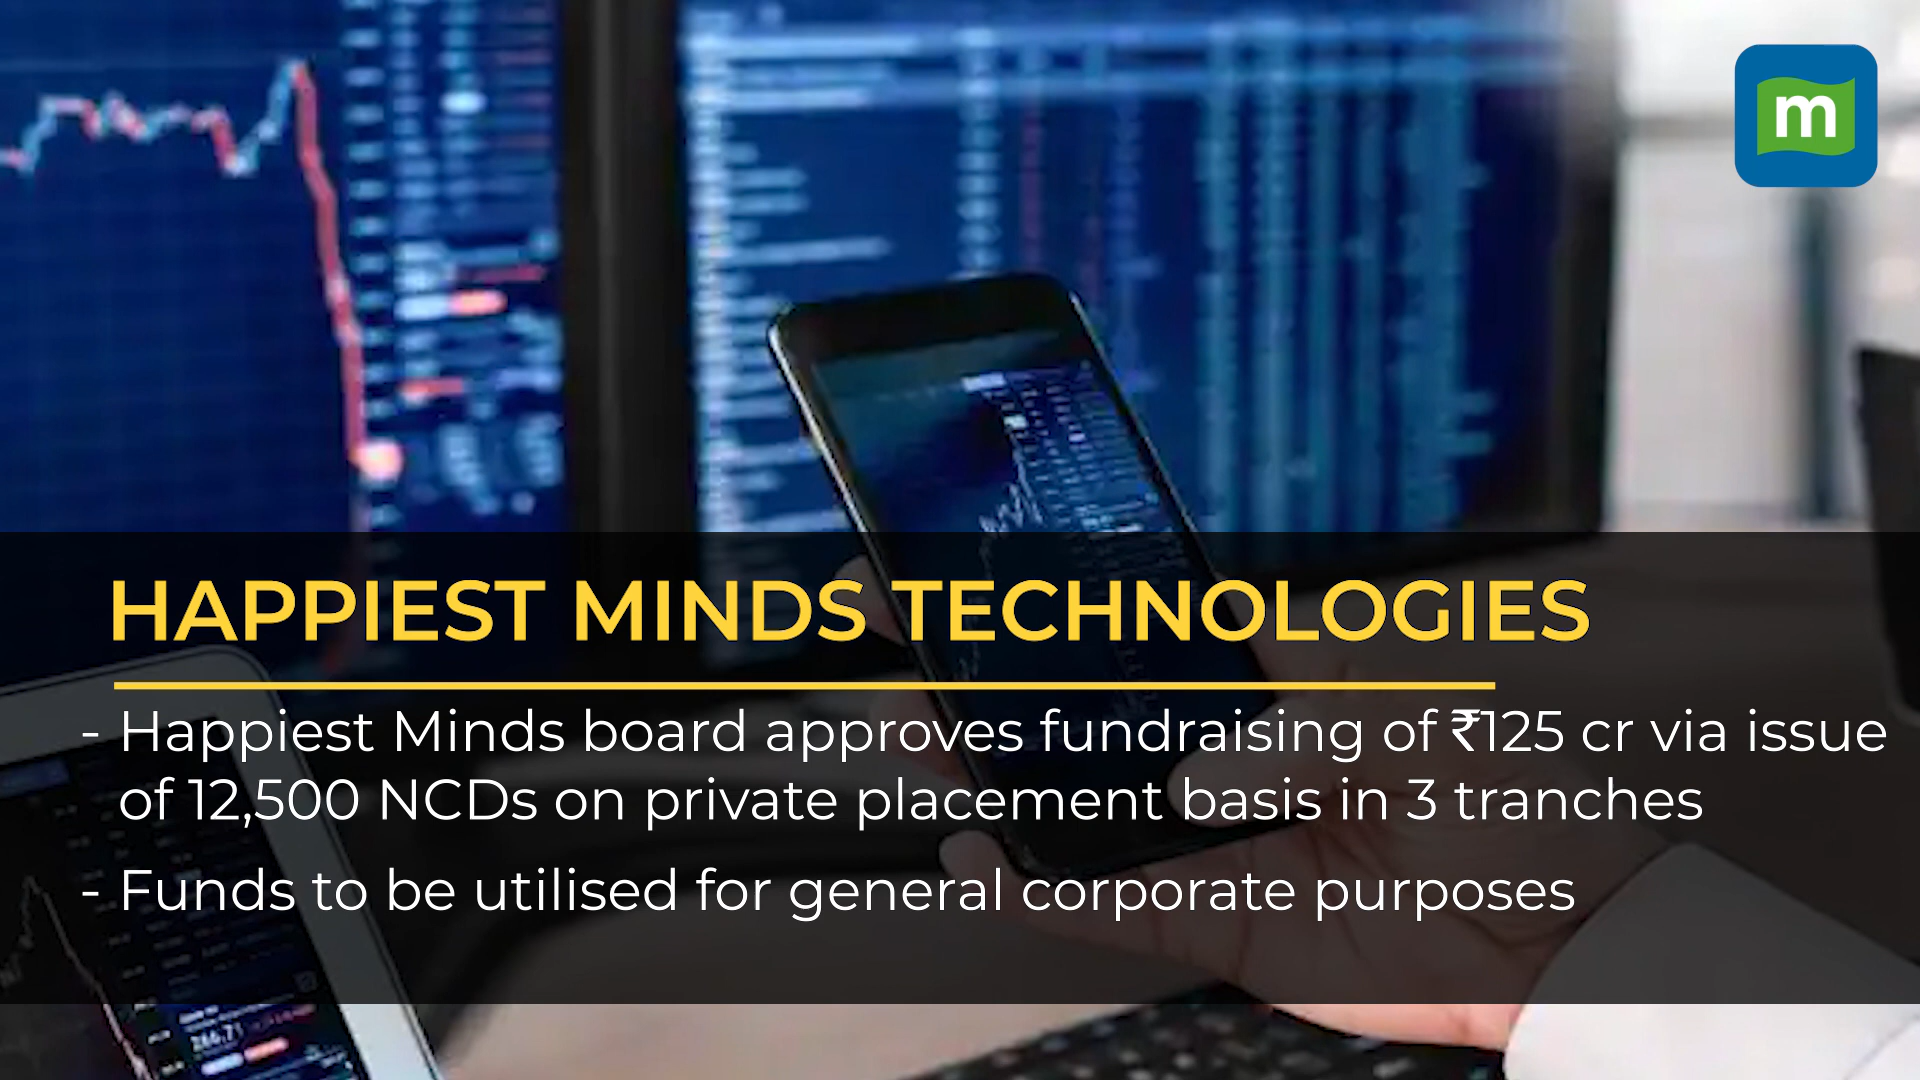 m
HAPPIEST MINDS TECHNOLOGIES
- Happiest Minds board approves fundraising of ₹125 cr via issue
of 12,500 NCDs on private placement basis in 3 tranches
- Funds to be utilised for general corporate purposes